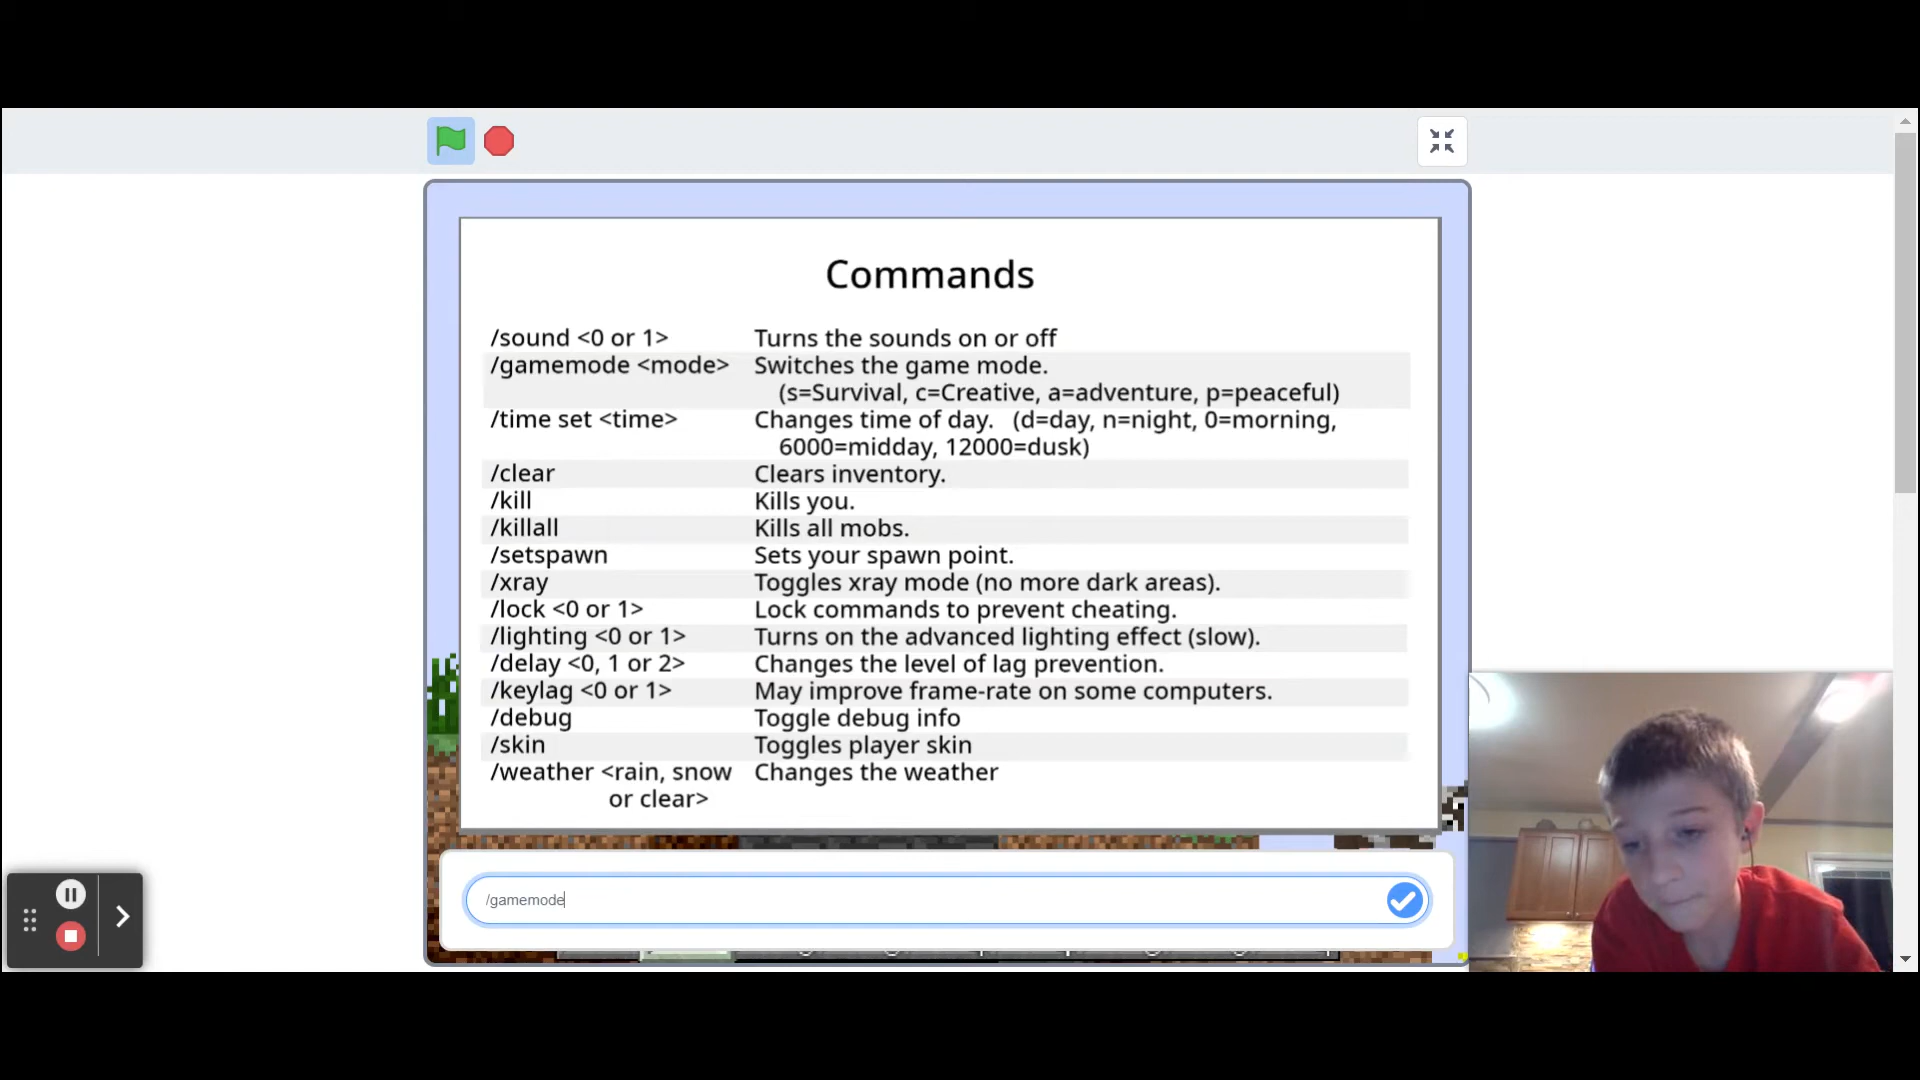 Commands
/sound <0 or 1> Turns the sounds on or off
/gamemode <mode> Switches the game mode.
(s=Survival, c=Creative, a=adventure, p=peaceful)
/time set <time> Changes time of day. (d=day, n=night, 0=morning,
6000=midday, 12000=dusk)
/clear Clears inventory.
/kill Kills you.
/killall Kills all mobs.
/setspawn Sets your spawn point.
/xray Toggles xray mode (no more dark areas).
/lock <0 or 1> Lock commands to prevent cheating.
/lighting <0 or 1> Turns on the advanced lighting effect (slow).
/delay <0, 1 or 2> Changes the level of lag prevention.
/keylag <0 or 1> May improve frame-rate on some computers.
/debug Toggle debug info
/skin Toggles player skin
/weather <rain, snow Changes the weather
or clear>
/gamemode